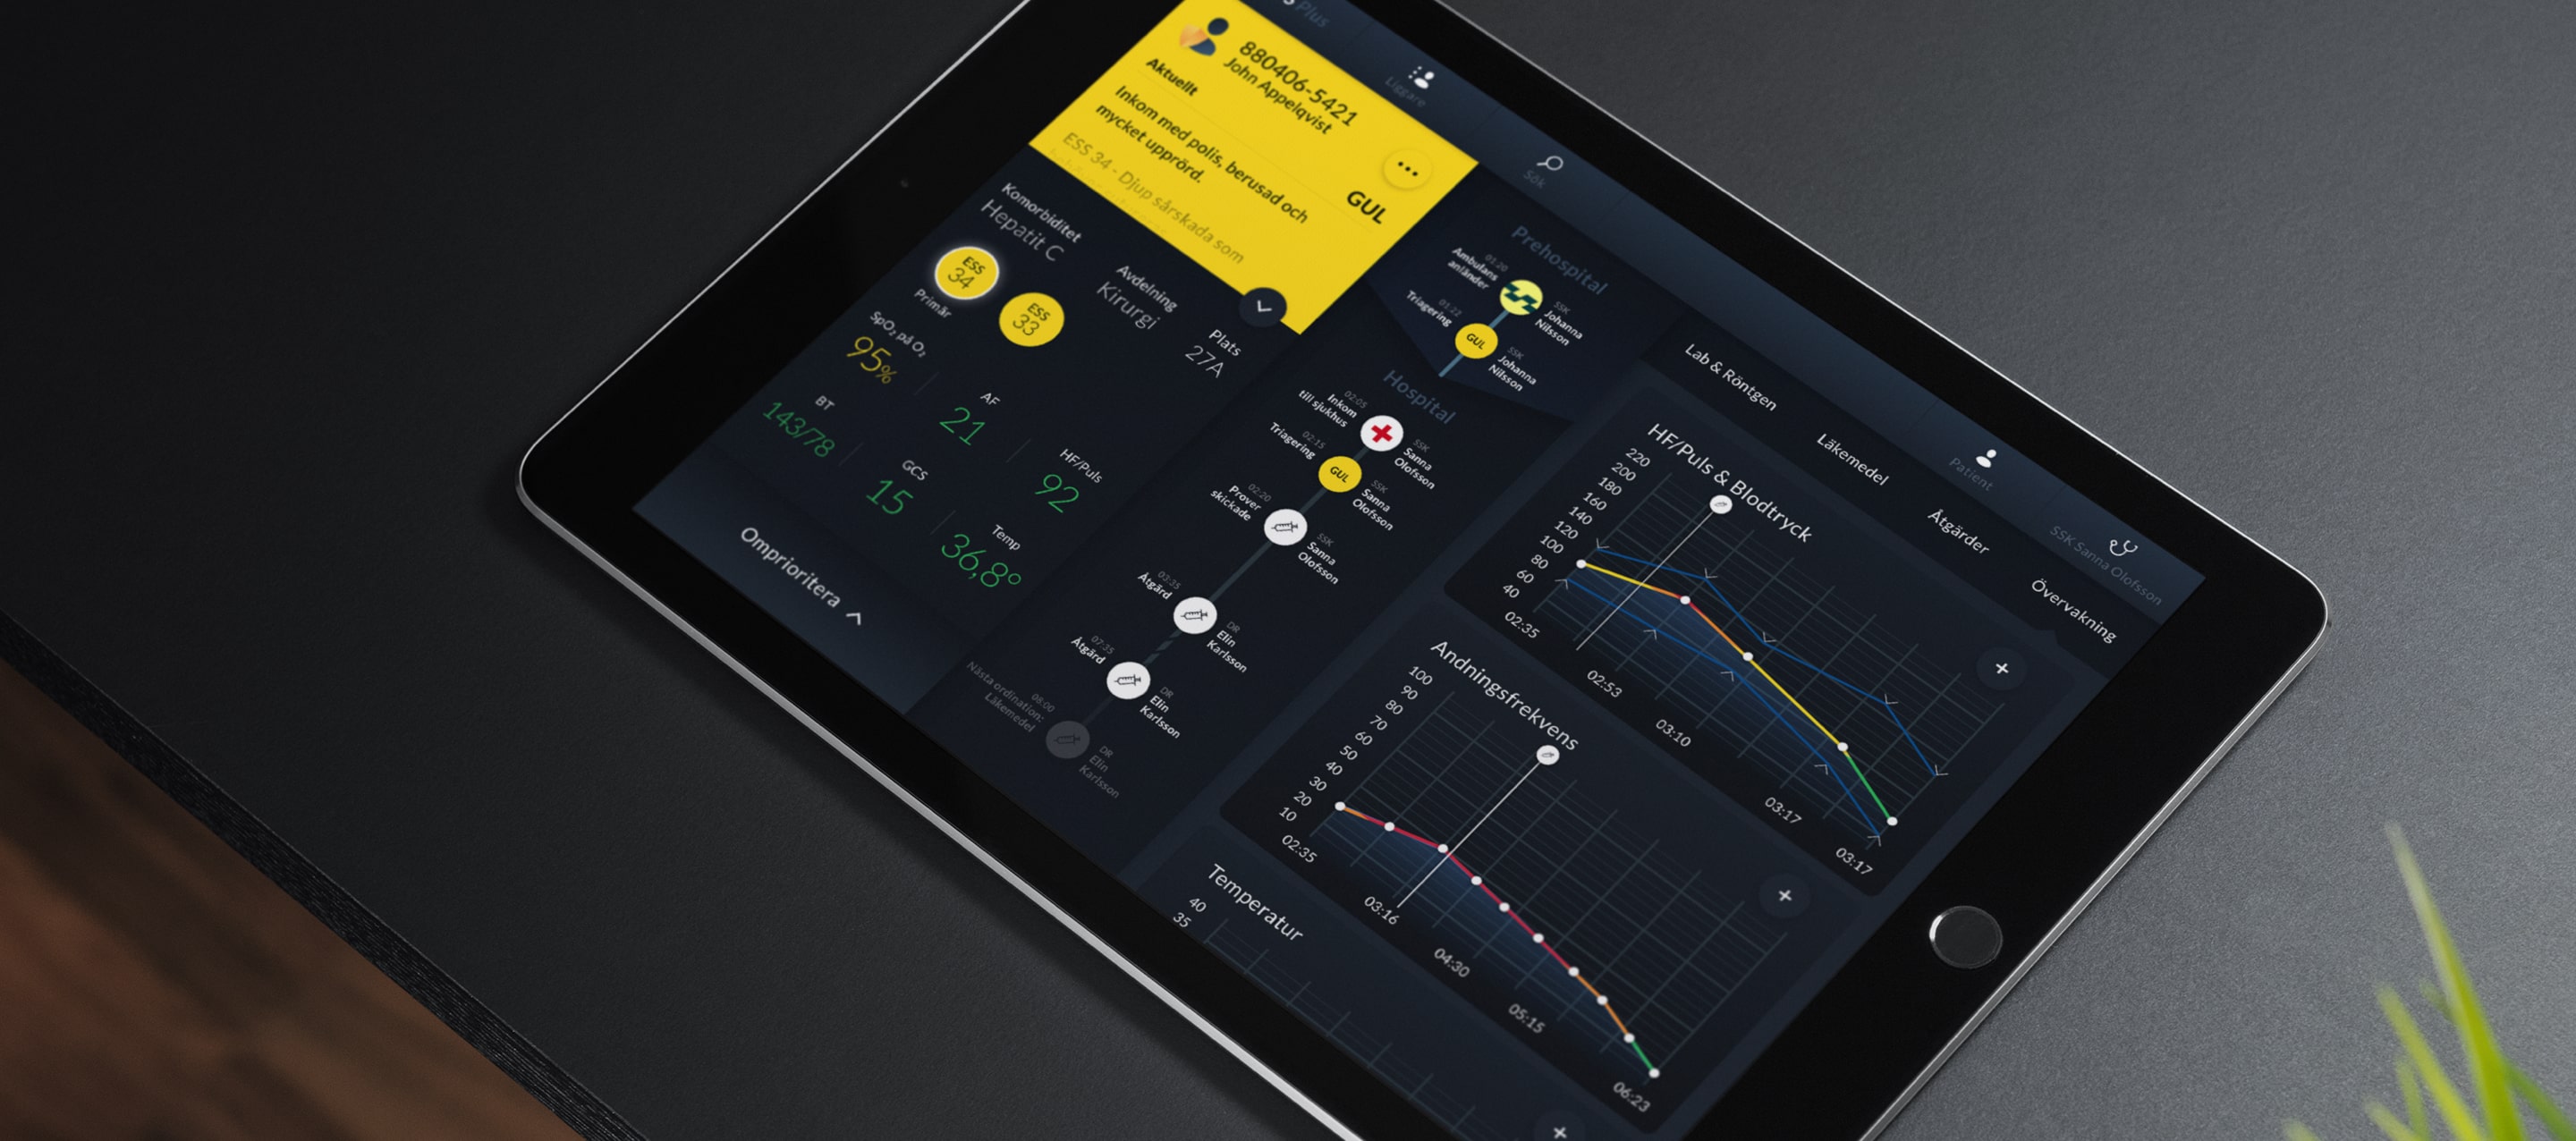 Plus
Liggare
Sök
Patient
SSK Sanna Olofsson
880406-5421
John Appelqvist
Aktuellt
Inkom med polis, berusad och
mycket upprörd.
GUL
ESS 34 - Djup sårskada som
Komorbiditet
Hepatit C
Avdelning
Kirurgi
Plats
27A
ESS
34
Primär
ESS
33
SpO₂ på O₂
95%
AF
21
HF/Puls
92
BT
143/78
GCS
15
Temp
36,8°
Omprioritera
Prehospital
01:20
Ambulans
anländer
SSK
Johanna
Nilsson
01:22
Triagering
GUL
SSK
Johanna
Nilsson
Hospital
02:05
Inkom
till sjukhus
SSK
Sanna
Olofsson
02:15
Triagering
GUL
SSK
Sanna
Olofsson
02:20
Prover
skickade
SSK
Sanna
Olofsson
03:35
Åtgärd
DR
Elin
Karlsson
07:35
Åtgärd
DR
Elin
Karlsson
08:00
Nästa ordination:
Läkemedel
DR
Elin
Karlsson
Lab & Röntgen
Läkemedel
Åtgärder
Övervakning
HF/Puls & Blodtryck
220
200
180
160
140
120
100
80
60
40
02:35
02:53
03:10
03:17
03:17
Andningsfrekvens
100
90
80
70
60
50
40
30
20
10
02:35
03:16
04:30
05:15
06:23
Temperatur
40
35